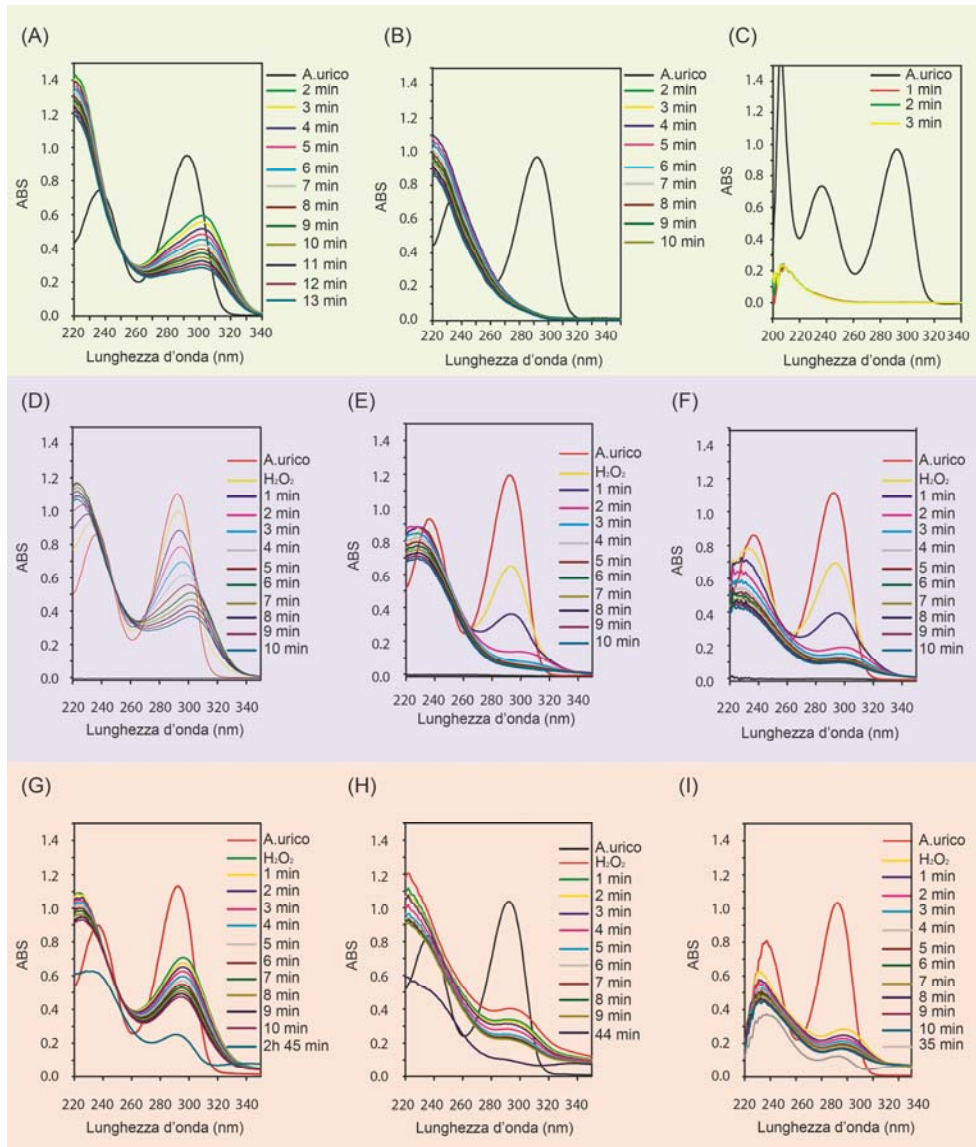 (A)
ABS
1.4
1.2
1.0
0.8
0.6
0.4
0.2
0.0
220 240 260 280 300 320 340
Lunghezza d'onda (nm)
A.urico
2 min
3 min
4 min
5 min
6 min
7 min
8 min
9 min
10 min
11 min
12 min
13 min
(B)
ABS
1.4
1.2
1.0
0.8
0.6
0.4
0.2
0.0
220 240 260 280 300 320 340
Lunghezza d'onda (nm)
A.urico
2 min
3 min
4 min
5 min
6 min
7 min
8 min
9 min
10 min
(C)
ABS
1.4
1.2
1.0
0.8
0.6
0.4
0.2
0.0
200 220 240 260 280 300 320 340
Lunghezza d'onda (nm)
A.urico
1 min
2 min
3 min
(D)
ABS
1.4
1.2
1.0
0.8
0.6
0.4
0.2
0.0
220 240 260 280 300 320 340
Lunghezza d'onda (nm)
A.urico
H₂O₂
1 min
2 min
3 min
4 min
5 min
6 min
7 min
8 min
9 min
10 min
(E)
ABS
1.4
1.2
1.0
0.8
0.6
0.4
0.2
0.0
220 240 260 280 300 320 340
Lunghezza d'onda (nm)
A.urico
H₂O₂
1 min
2 min
3 min
4 min
5 min
6 min
7 min
8 min
9 min
10 min
(F)
ABS
1.4
1.2
1.0
0.8
0.6
0.4
0.2
0.0
220 240 260 280 300 320 340
Lunghezza d'onda (nm)
A.urico
H₂O₂
1 min
2 min
3 min
4 min
5 min
6 min
7 min
8 min
9 min
10 min
(G)
ABS
1.4
1.2
1.0
0.8
0.6
0.4
0.2
0.0
220 240 260 280 300 320 340
Lunghezza d'onda (nm)
A.urico
H₂O₂
1 min
2 min
3 min
4 min
5 min
6 min
7 min
8 min
9 min
10 min
2h 45 min
(H)
ABS
1.4
1.2
1.0
0.8
0.6
0.4
0.2
0.0
220 240 260 280 300 320 340
Lunghezza d'onda (nm)
A.urico
H₂O₂
1 min
2 min
3 min
4 min
5 min
6 min
7 min
8 min
9 min
44 min
(I)
ABS
1.4
1.2
1.0
0.8
0.6
0.4
0.2
0.0
220 240 260 280 300 320 340
Lunghezza d'onda (nm)
A.urico
H₂O₂
1 min
2 min
3 min
4 min
5 min
6 min
7 min
8 min
9 min
10 min
35 min